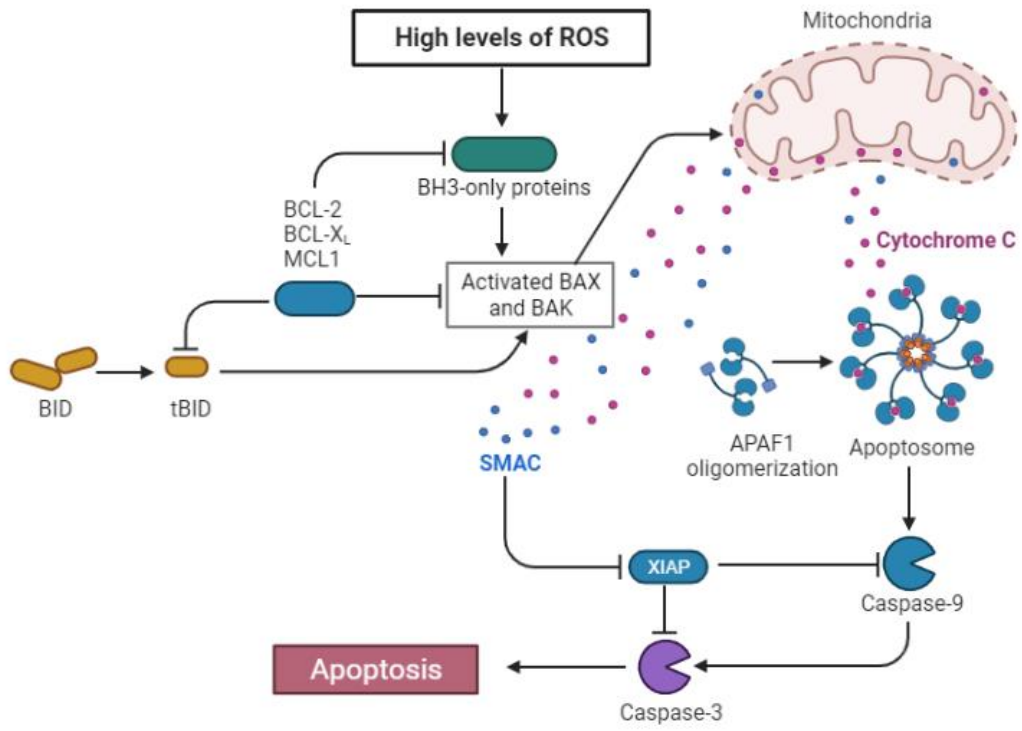 High levels of ROS
Mitochondria
BH3-only proteins
BCL-2
BCL-XL
MCL1
Activated BAX
and BAK
Cytochrome C
BID
tBID
SMAC
APAF1
oligomerization
Apoptosome
XIAP
Caspase-9
Apoptosis
Caspase-3